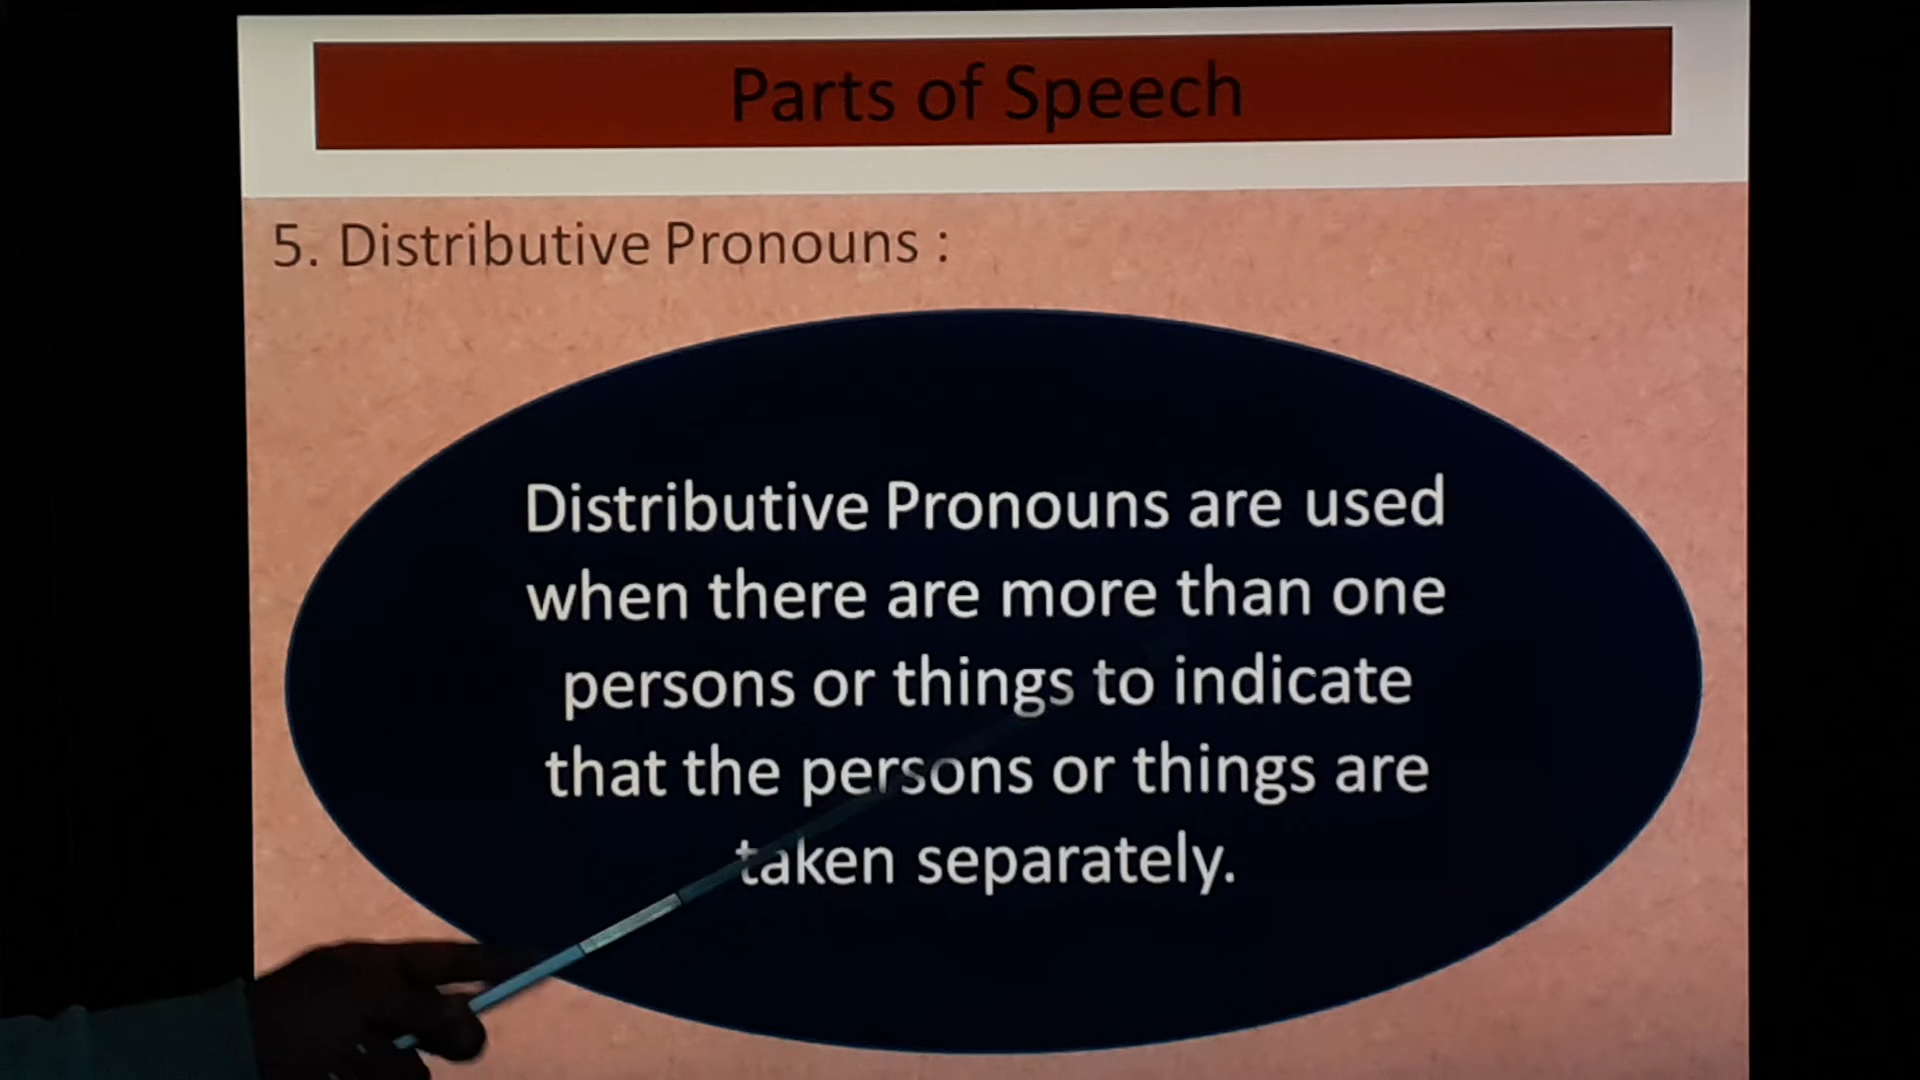 Parts of Speech
5. Distributive Pronouns :
Distributive Pronouns are used
when there are more than one
persons or things to indicate
that the persons or things are
taken separately.